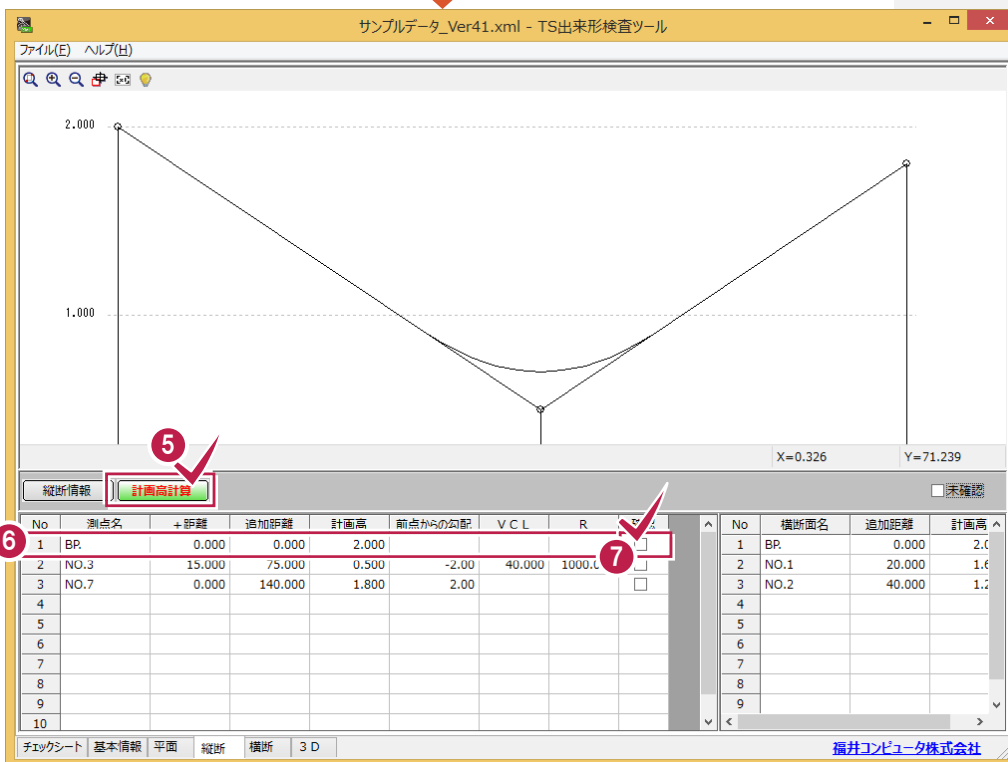 サンプルデータ_Ver41.xml - TS出来形検査ツール
ファイル(F) ヘルプ(H)
2.000
1.000
X=0.326 Y=71.239
5
縦断情報 計画高計算 未確認
No 測点名 +距離 追加距離 計画高 前点からの勾配 VCL R
6 7
1 BP. 0.000 0.000 2.000
2 NO.3 15.000 75.000 0.500 -2.00 40.000
3 NO.7 0.000 140.000 1.800 2.00
4
5
6
7
8
9
10
No 横断面名 追加距離 計画高
1 BP. 0.000
2 NO.1 20.000
3 NO.2 40.000
4
5
6
7
8
9
チェックシート 基本情報 平面 縦断 横断 3D
福井コンピュータ株式会社